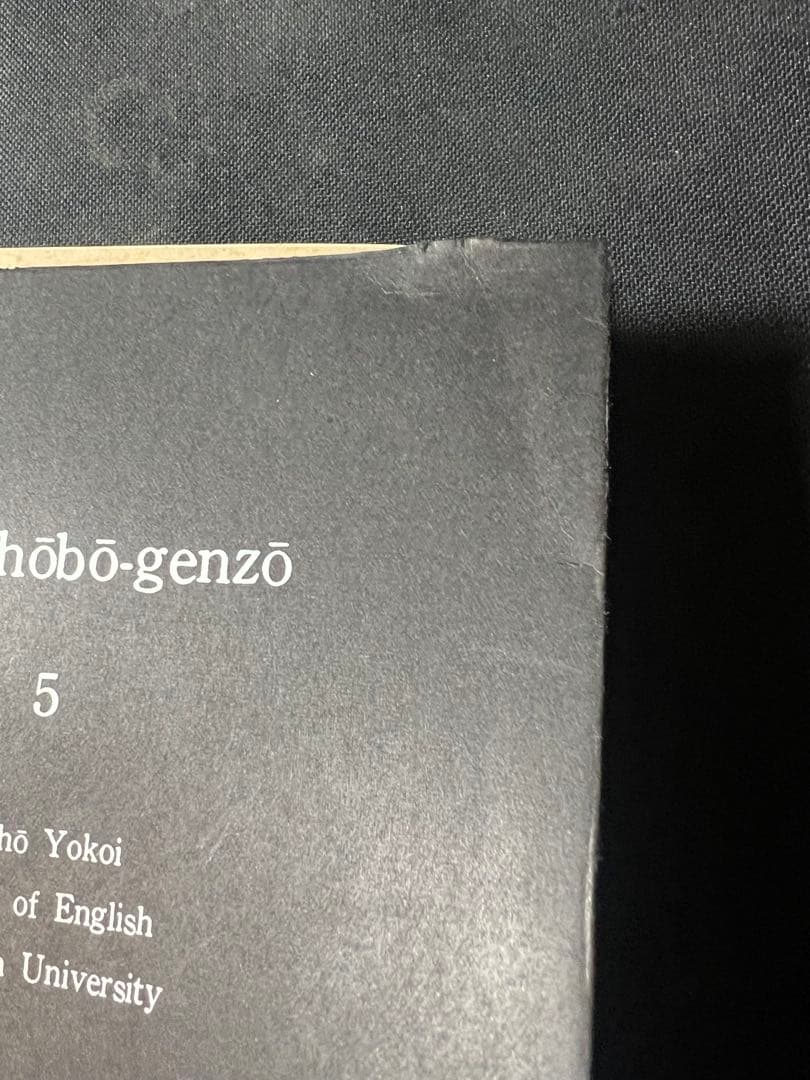 hōbō-genzō
5
hō Yokoi
of English
University